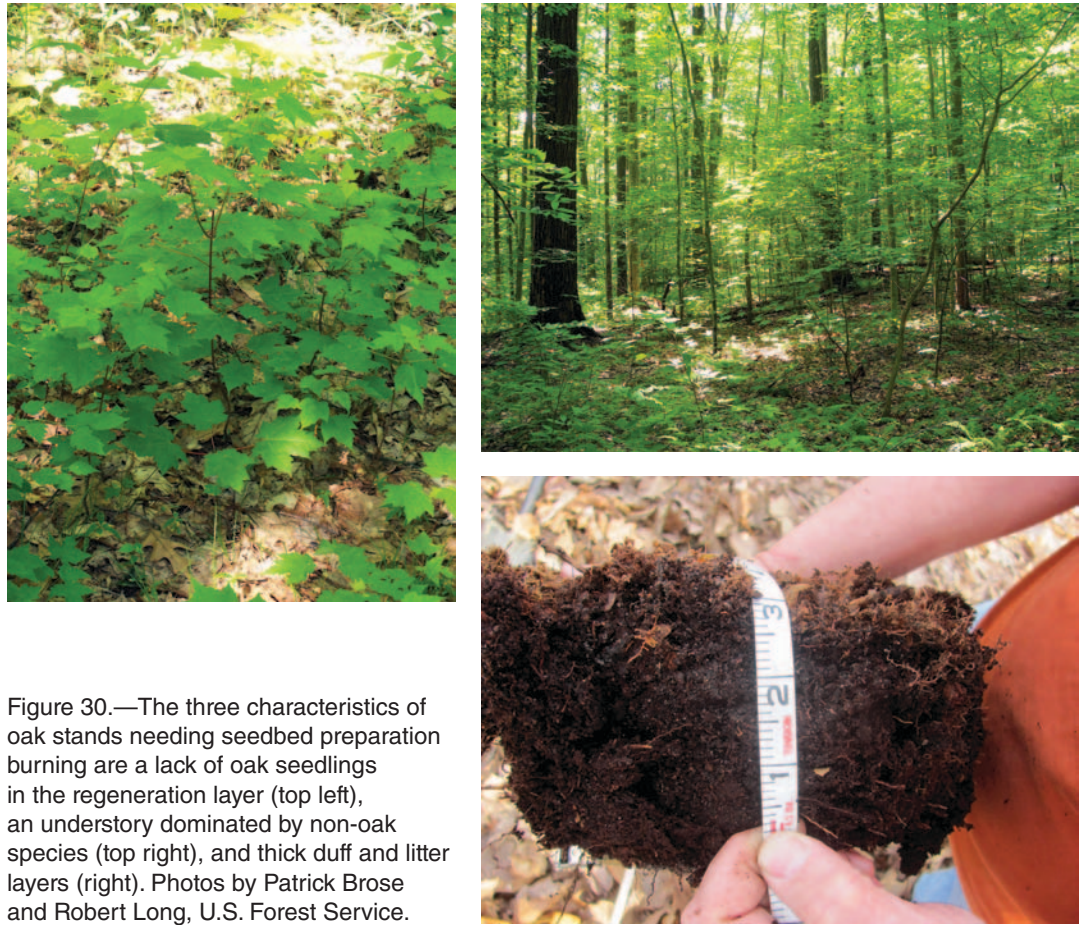 Figure 30.—The three characteristics of
oak stands needing seedbed preparation
burning are a lack of oak seedlings
in the regeneration layer (top left),
an understory dominated by non-oak
species (top right), and thick duff and litter
layers (right). Photos by Patrick Brose
and Robert Long, U.S. Forest Service.
3
2
1